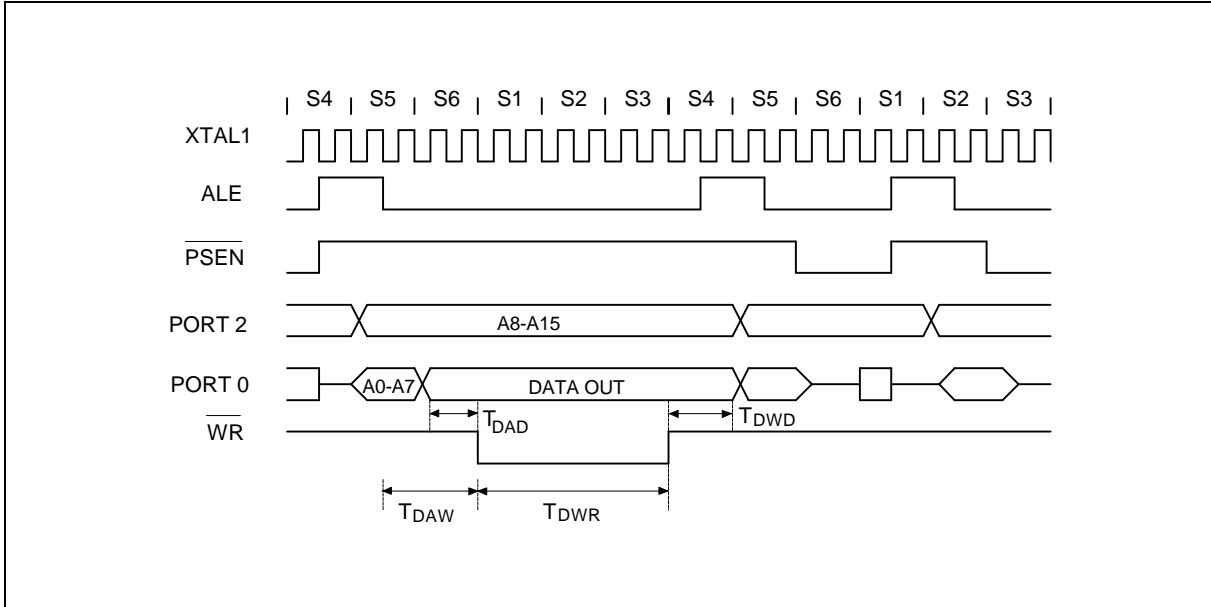 | S4 | S5 | S6 | S1 | S2 | S3 | S4 | S5 | S6 | S1 | S2 | S3 |
XTAL1
ALE
PSEN
PORT 2
A8-A15
PORT 0
A0-A7
DATA OUT
WR
TDAD
TDWD
TDAW
TDWR